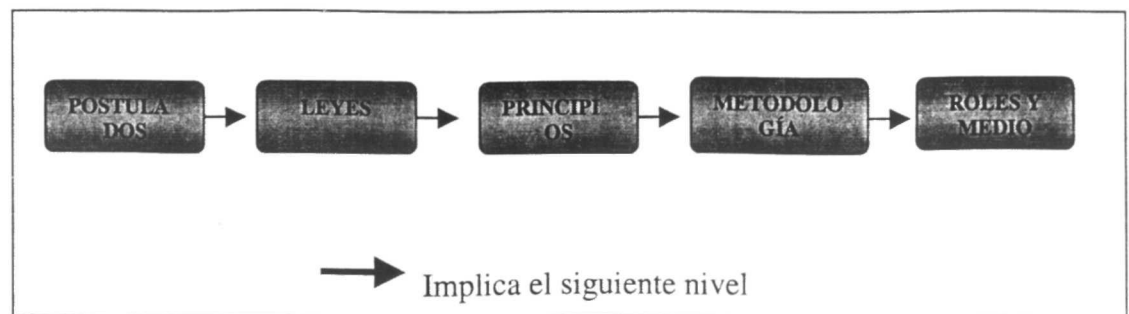 POSTULA
DOS
LEYES
PRINCIPI
OS
METODOLO
GÍA
ROLES Y
MEDIO
Implica el siguiente nivel